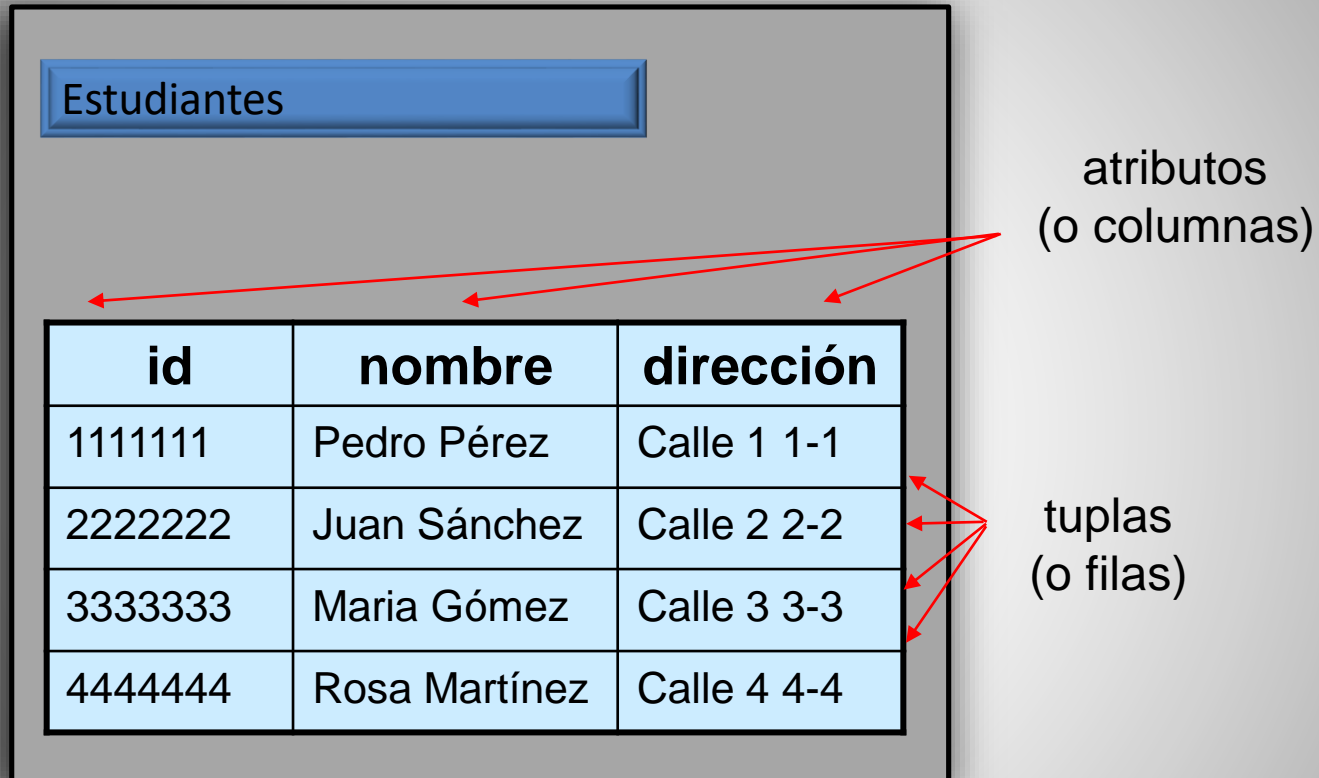 Estudiantes
atributos
(o columnas)
id nombre dirección
1111111 Pedro Pérez Calle 1 1-1
2222222 Juan Sánchez Calle 2 2-2
3333333 Maria Gómez Calle 3 3-3
4444444 Rosa Martínez Calle 4 4-4
tuplas
(o filas)